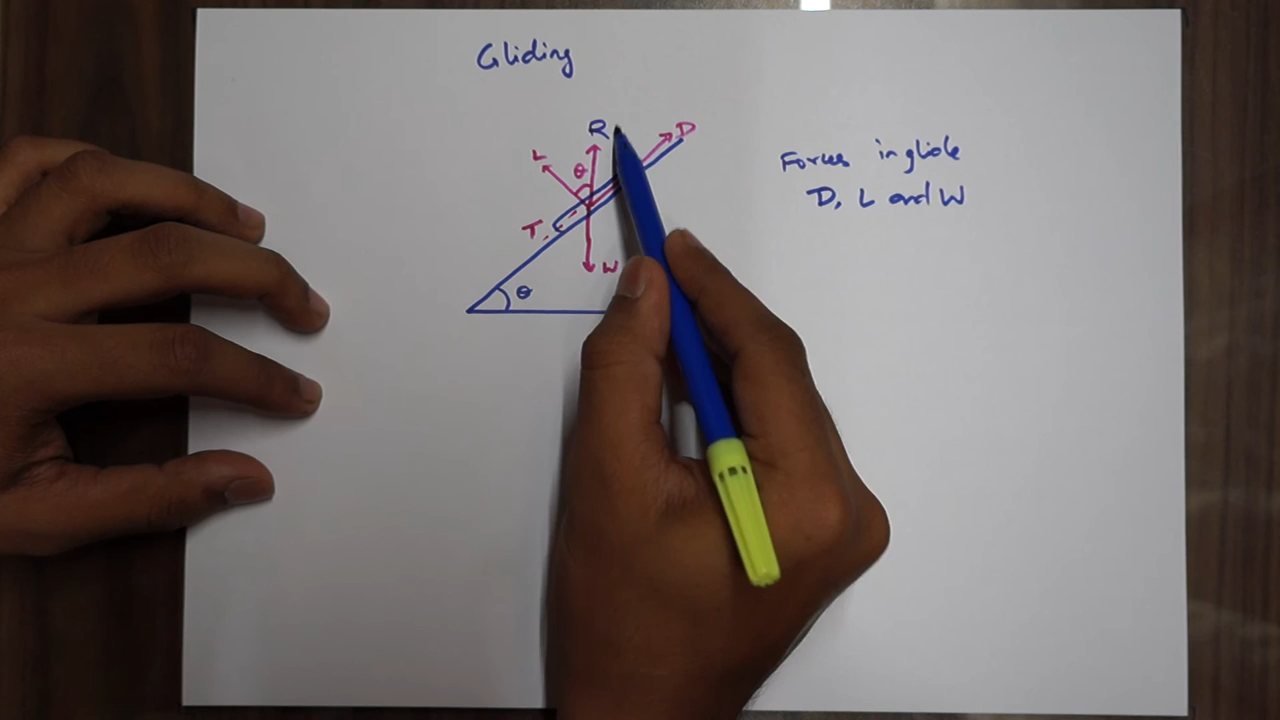 Gliding
R
D
L
θ
T
W
θ
Forces in glide
D, L and W